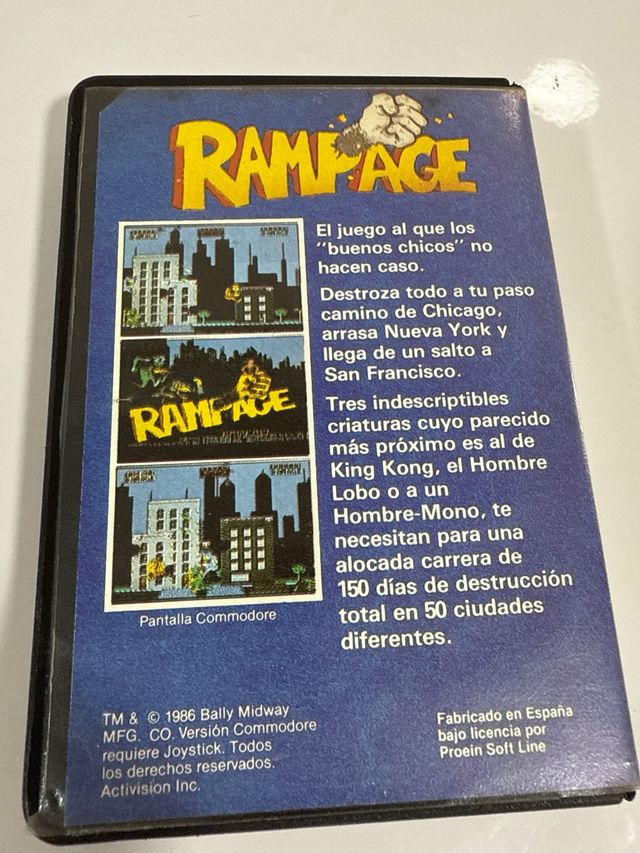 RAMPAGE
El juego al que los
"buenos chicos" no
hacen caso.
Destroza todo a tu paso
camino de Chicago,
arrasa Nueva York y
llega de un salto a
San Francisco.
Tres indescriptibles
criaturas cuyo parecido
más próximo es al de
King Kong, el Hombre
Lobo o a un
Hombre-Mono, te
necesitan para una
alocada carrera de
150 días de destrucción
total en 50 ciudades
diferentes.
RAMPAGE
Pantalla Commodore
TM & © 1986 Bally Midway
MFG. CO. Versión Commodore
requiere Joystick. Todos
los derechos reservados.
Activision Inc.
Fabricado en España
bajo licencia por
Proein Soft Line